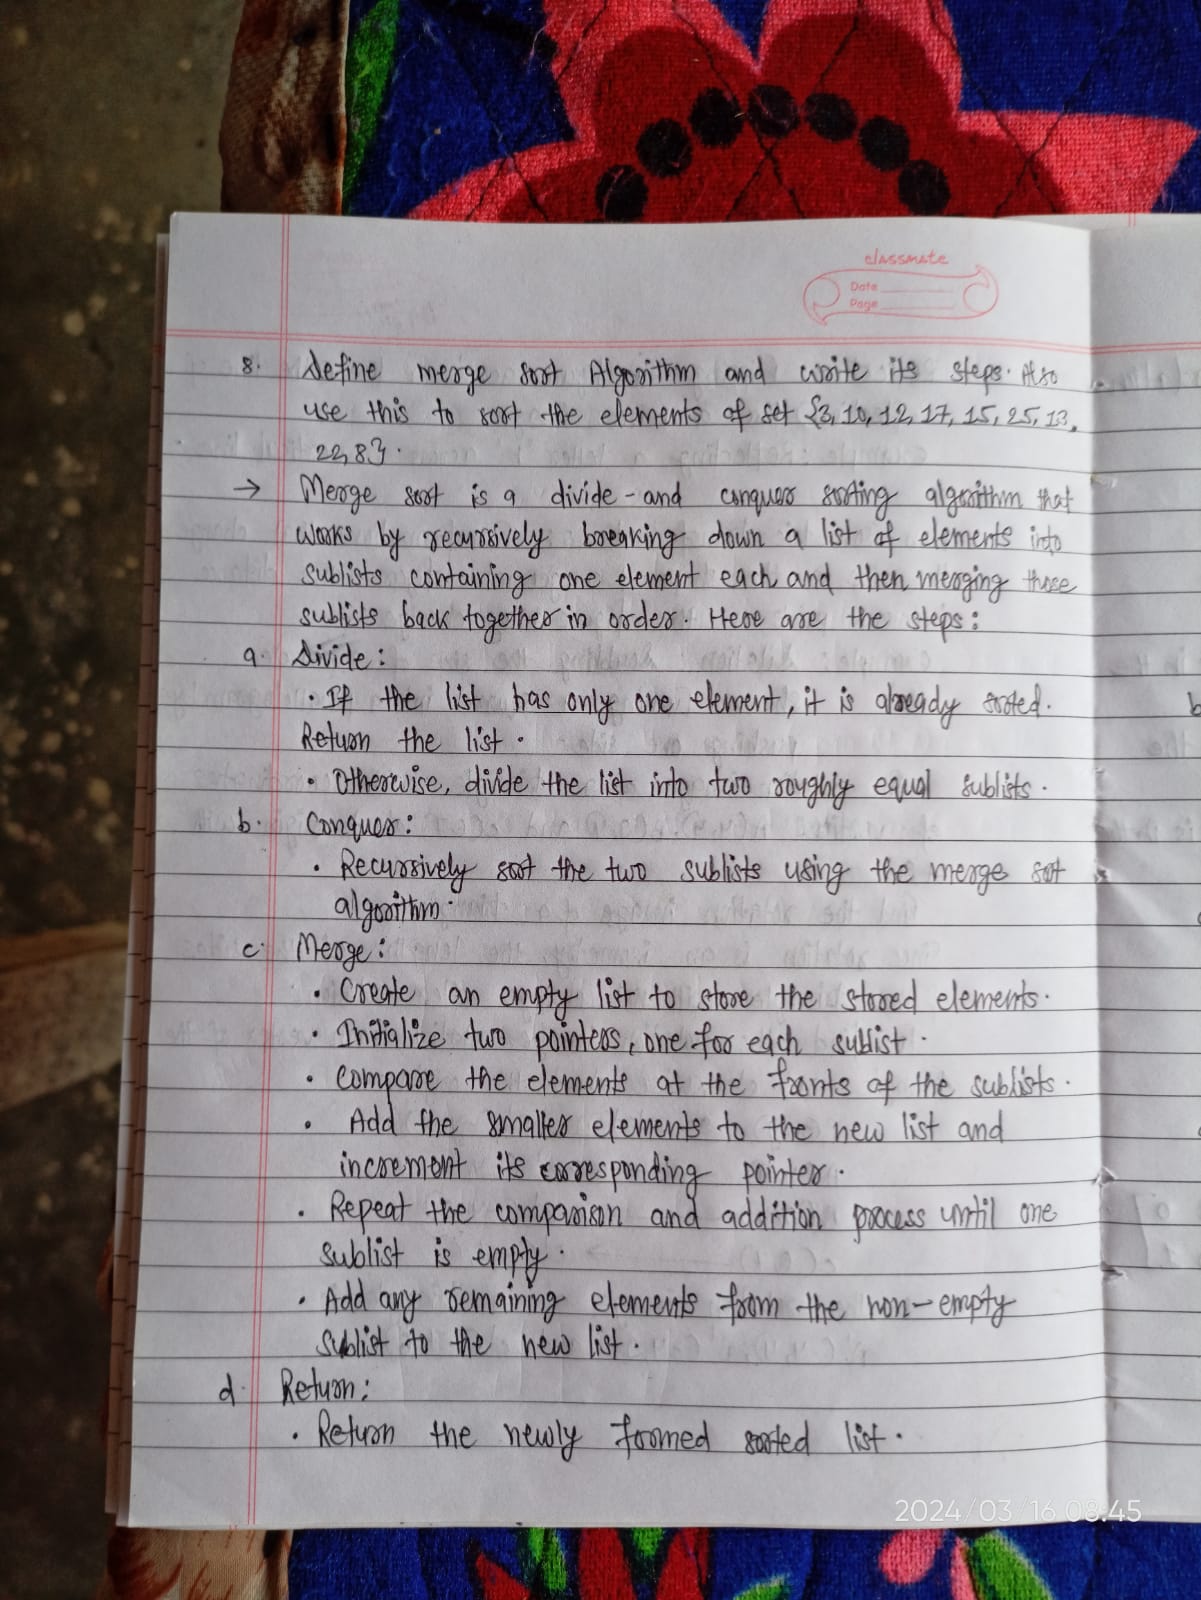 classmate
Date
Page
8. Define merge sort Algorithm and write its steps. Also
use this to sort the elements of set {3, 10, 12, 17, 15, 25, 13,
22, 8}.
→ Merge sort is a divide-and conquer sorting algorithm that
works by recursively breaking down a list of elements into
sublists containing one element each and then merging those
sublists back together in order. Here are the steps:
a. Divide:
• If the list has only one element, it is already sorted.
Return the list.
• Otherwise, divide the list into two roughly equal sublists.
b. Conquer:
• Recursively sort the two sublists using the merge sort
algorithm.
c. Merge:
• Create an empty list to store the stored elements.
• Initialize two pointers, one for each sublist.
• Compare the elements at the fronts of the sublists.
• Add the smaller elements to the new list and
increment its corresponding pointer.
• Repeat the comparison and addition process until one
sublist is empty.
• Add any remaining elements from the non-empty
sublist to the new list.
d. Return:
• Return the newly formed sorted list.
2024/03/16 08:45